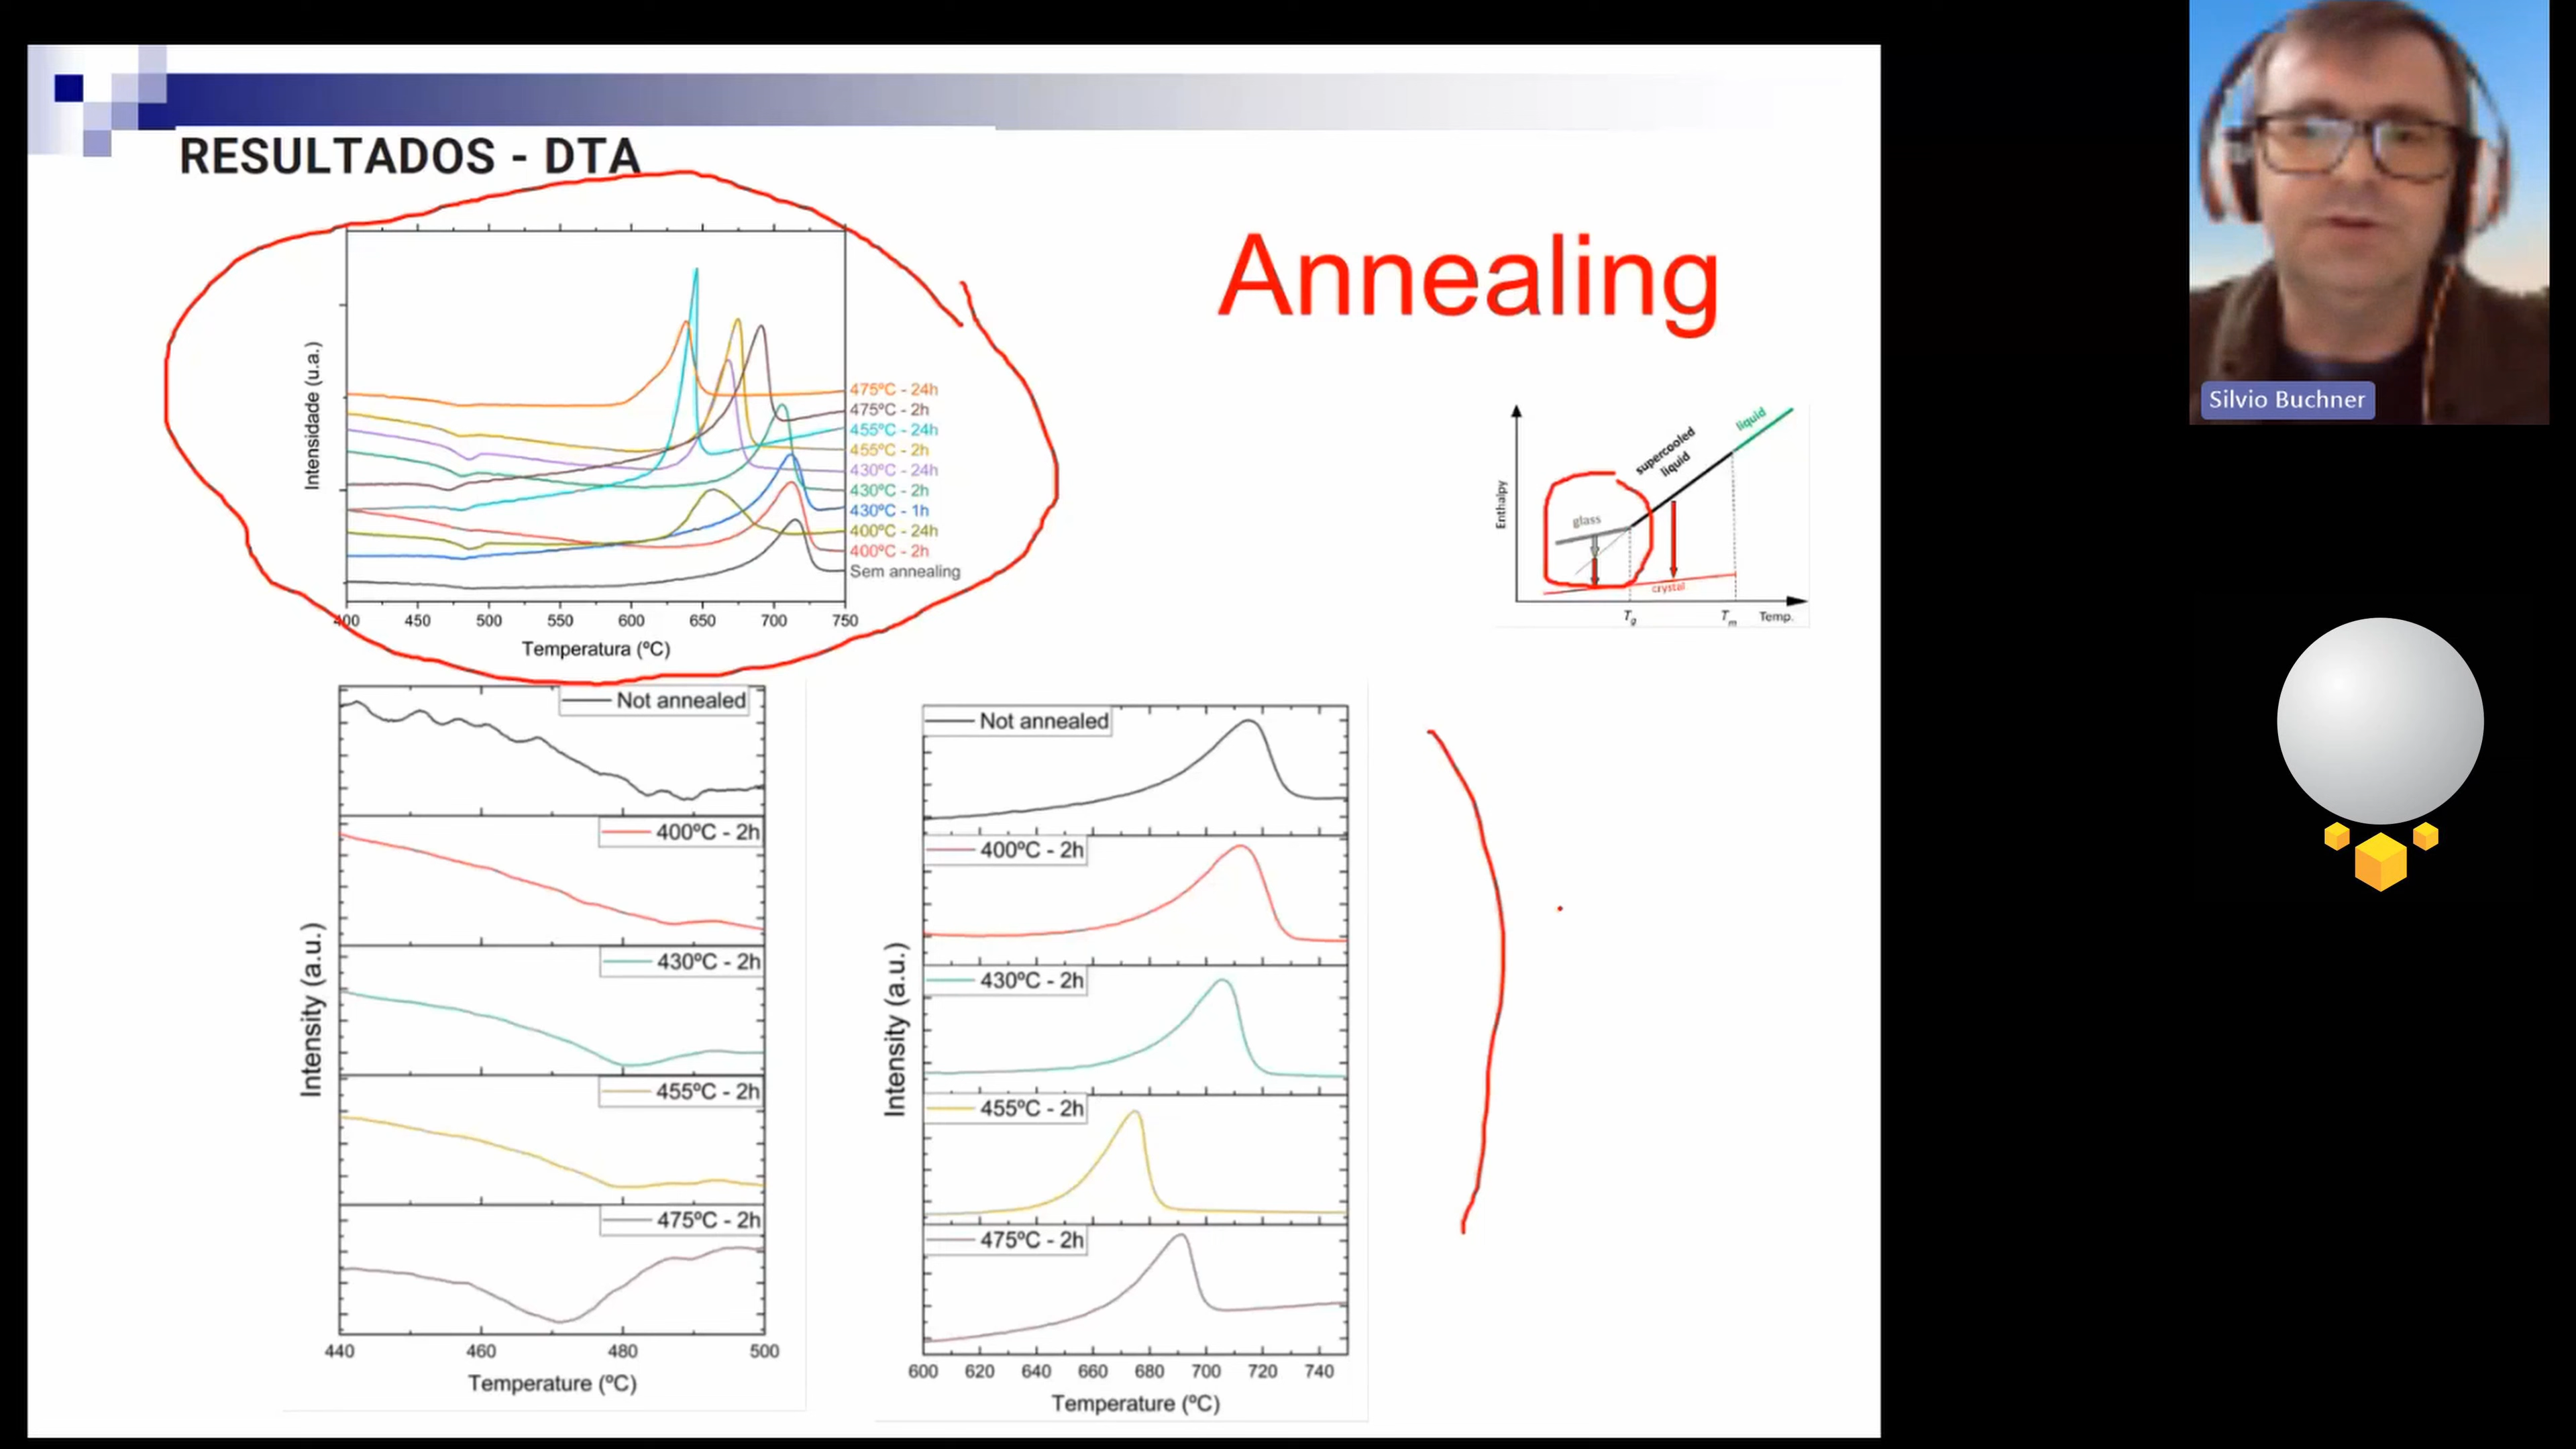 RESULTADOS - DTA
Annealing
Intensidade (u.a.)
475ºC - 24h
475ºC - 2h
455ºC - 24h
455ºC - 2h
430ºC - 24h
430ºC - 2h
430ºC - 1h
400ºC - 24h
400ºC - 2h
Sem annealing
400 450 500 550 600 650 700 750
Temperatura (ºC)
Enthalpy
glass
supercooled
liquid
liquid
crystal
Tg Tm Temp.
Silvio Buchner
Intensity (a.u.)
Not annealed
400ºC - 2h
430ºC - 2h
455ºC - 2h
475ºC - 2h
440 460 480 500
Temperature (ºC)
Intensity (a.u.)
Not annealed
400ºC - 2h
430ºC - 2h
455ºC - 2h
475ºC - 2h
600 620 640 660 680 700 720 740
Temperature (ºC)